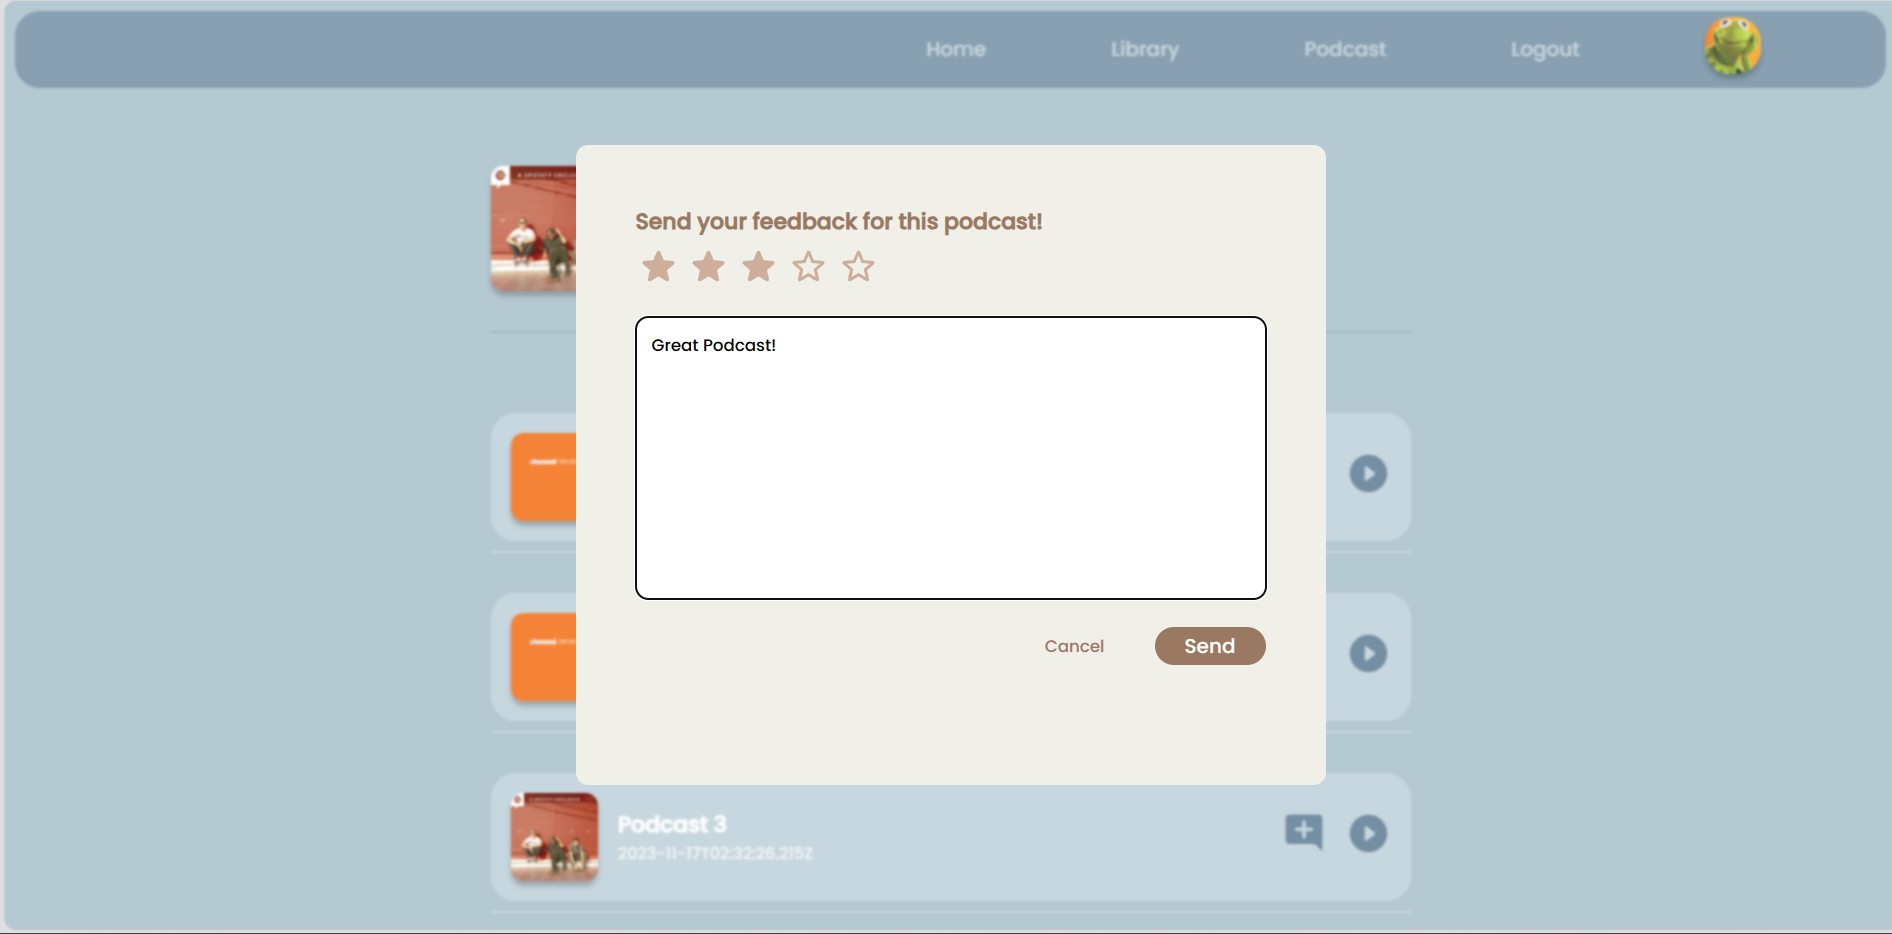 Home
Library
Podcast
Logout
Send your feedback for this podcast!
Great Podcast!
Cancel
Send
Podcast 3
2023-11-17T02:32:26.215Z